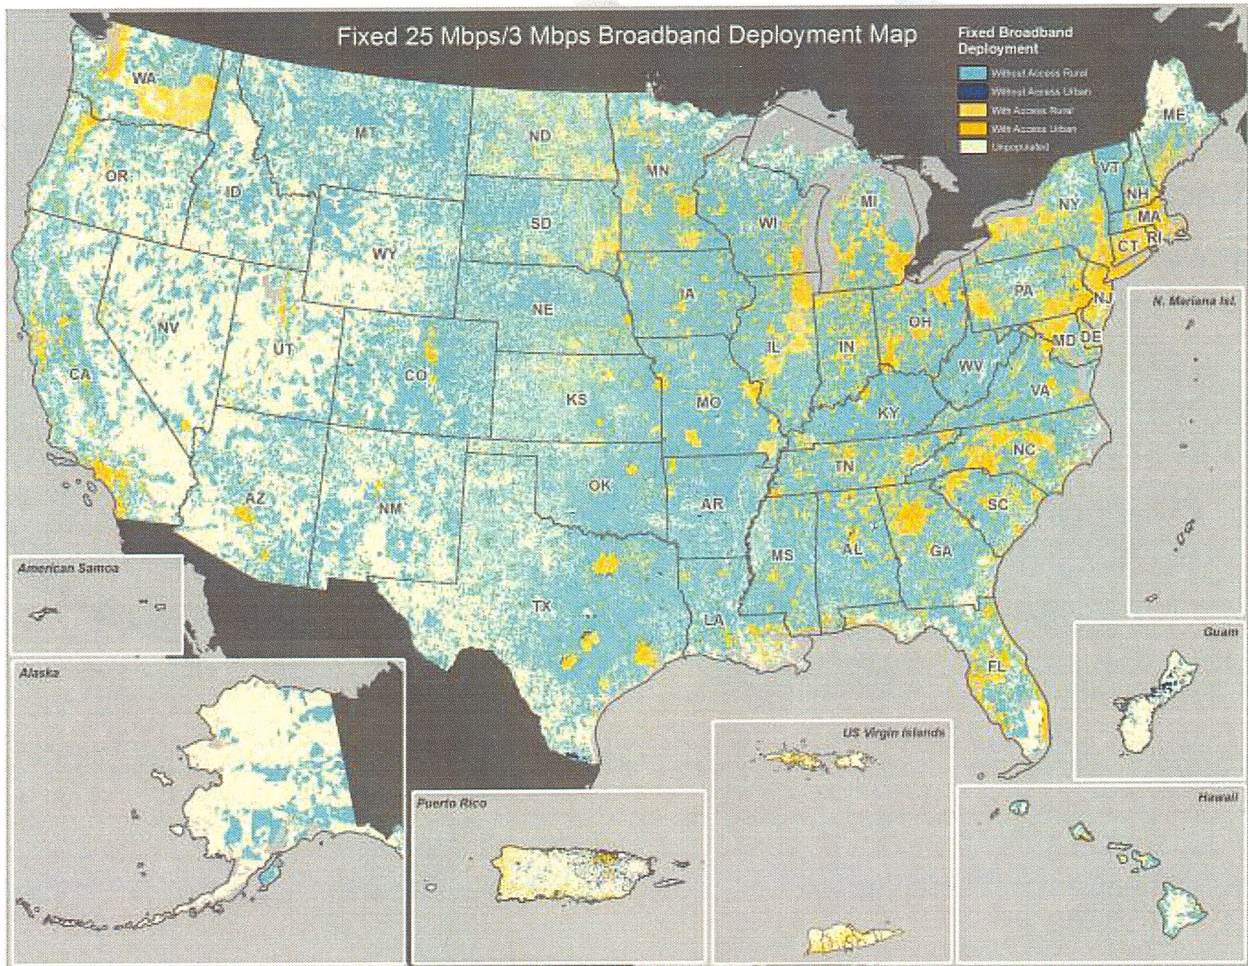 Fixed 25 Mbps/3 Mbps Broadband Deployment Map
Fixed Broadband
Deployment
Without Access Rural
Without Access Urban
With Access Rural
With Access Urban
Unpopulated
WA
MT
ND
MN
ME
OR
ID
SD
WI
MI
VT
NH
NY
MA
CT
RI
WY
IA
NE
PA
NJ
NV
UT
CO
IL
IN
OH
MD
DE
WV
CA
KS
MO
KY
VA
AZ
NM
OK
AR
TN
NC
SC
MS
AL
GA
TX
LA
FL
N. Mariana Isl.
American Samoa
Guam
Alaska
US Virgin Islands
Puerto Rico
Hawaii